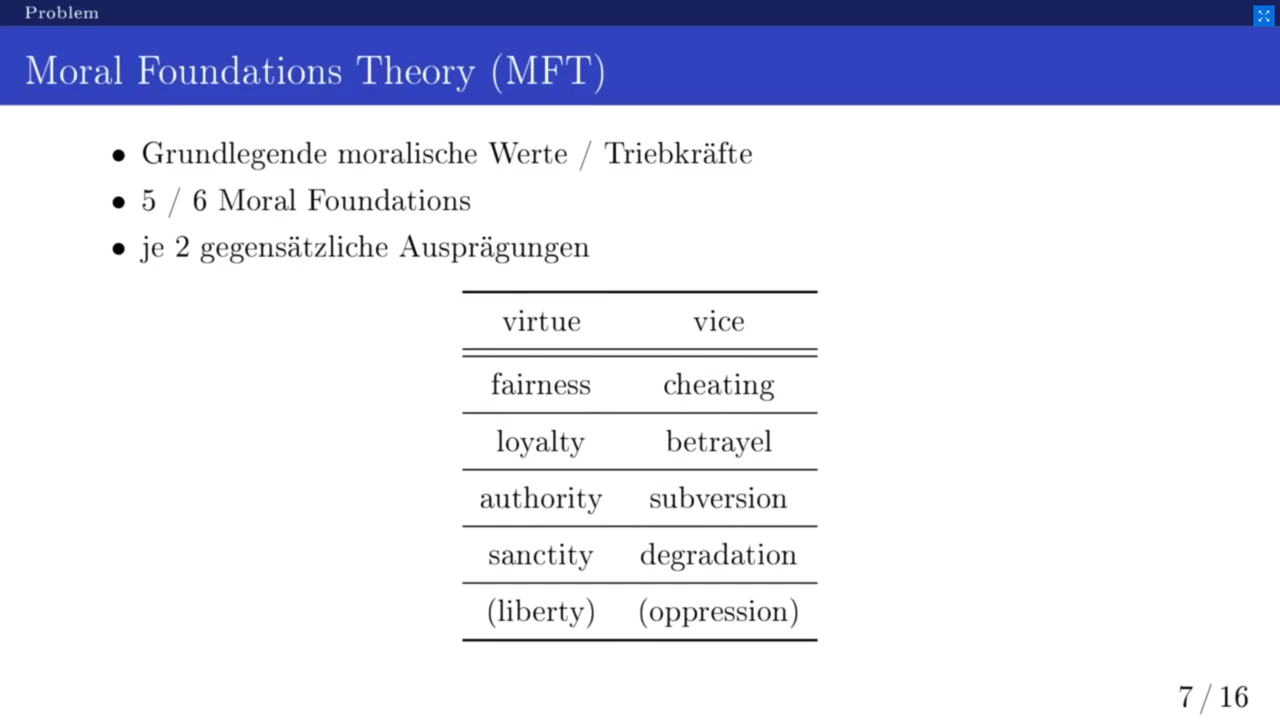 Problem
Moral Foundations Theory (MFT)
• Grundlegende moralische Werte / Triebkräfte
• 5 / 6 Moral Foundations
• je 2 gegensätzliche Ausprägungen
virtue vice
fairness cheating
loyalty betrayel
authority subversion
sanctity degradation
(liberty) (oppression)
7 / 16